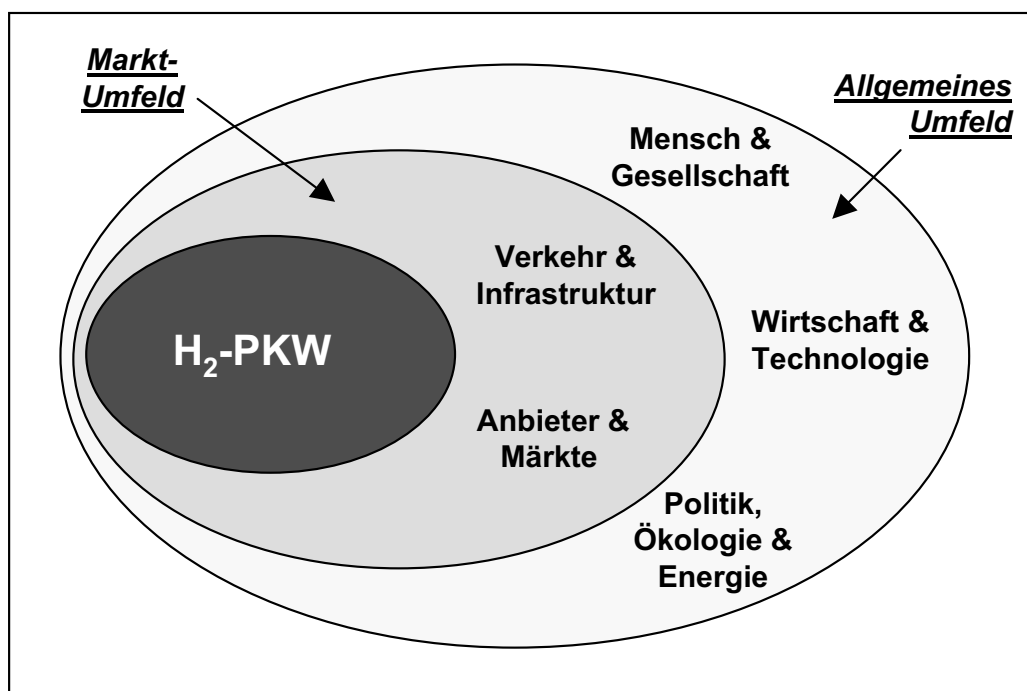 Markt-
Umfeld
Allgemeines
Umfeld
Mensch &
Gesellschaft
Verkehr &
Infrastruktur
H₂-PKW
Wirtschaft &
Technologie
Anbieter &
Märkte
Politik,
Ökologie &
Energie